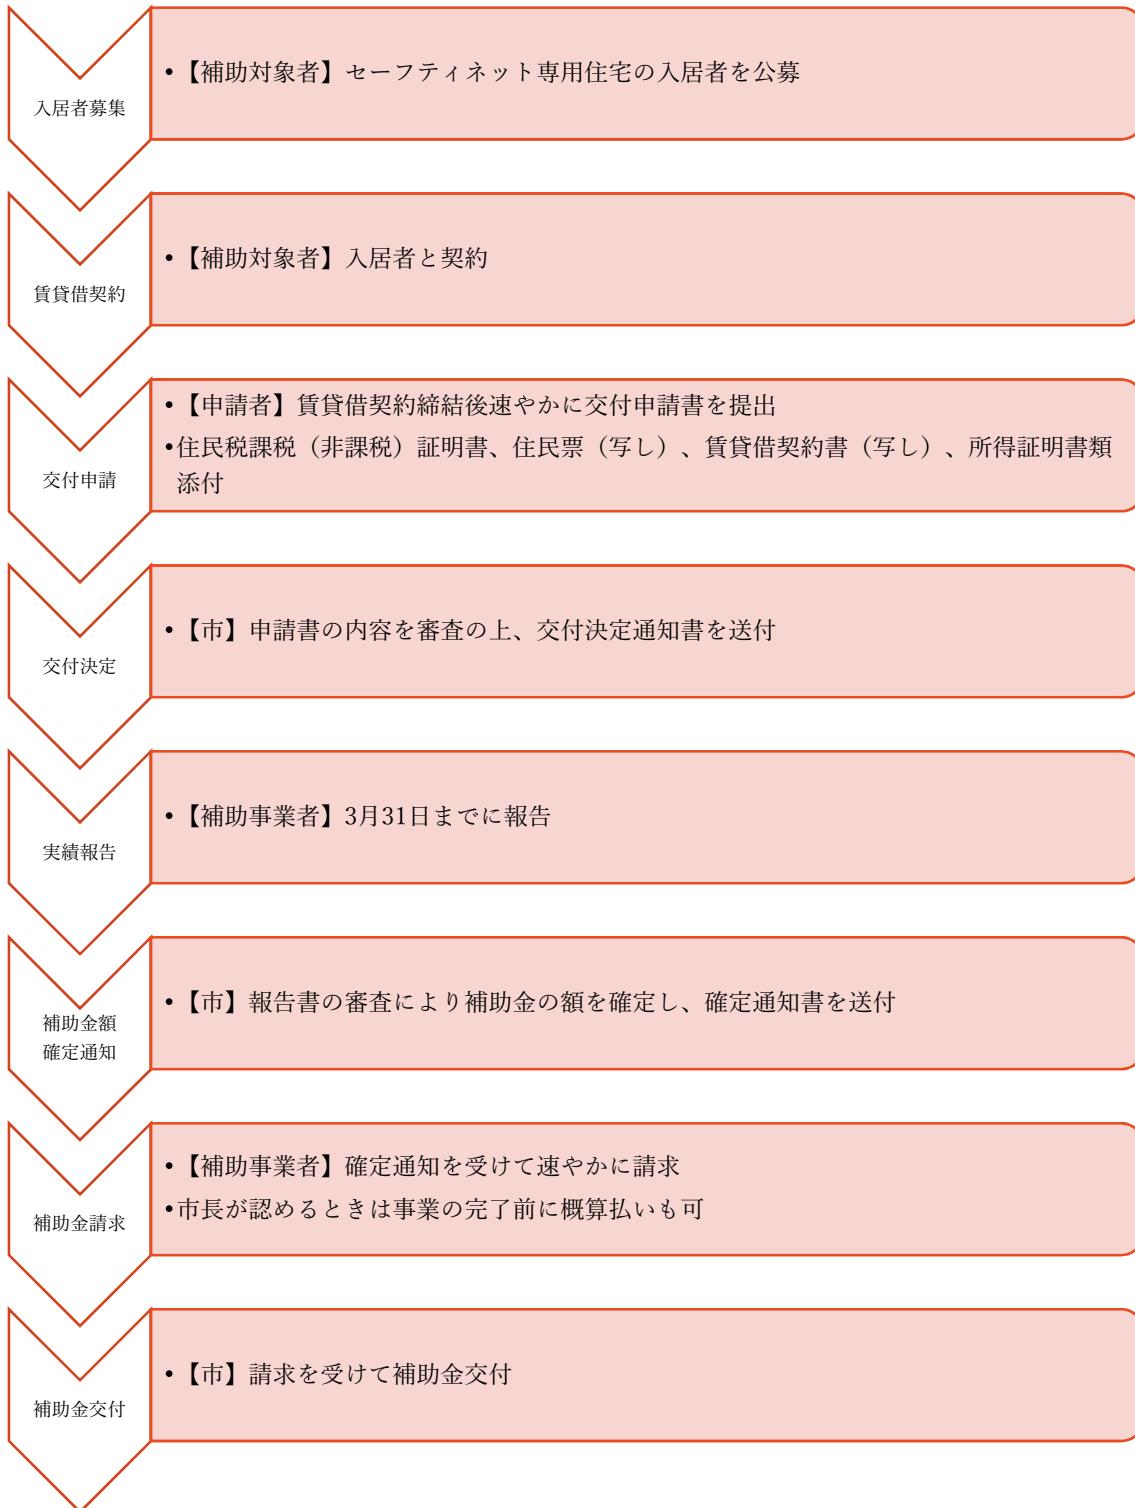 入居者募集
•【補助対象者】セーフティネット専用住宅の入居者を公募
賃貸借契約
•【補助対象者】入居者と契約
交付申請
•【申請者】賃貸借契約締結後速やかに交付申請書を提出
•住民税課税（非課税）証明書、住民票（写し）、賃貸借契約書（写し）、所得証明書類
添付
交付決定
•【市】申請書の内容を審査の上、交付決定通知書を送付
実績報告
•【補助事業者】3月31日までに報告
補助金額
確定通知
•【市】報告書の審査により補助金の額を確定し、確定通知書を送付
補助金請求
•【補助事業者】確定通知を受けて速やかに請求
•市長が認めるときは事業の完了前に概算払いも可
補助金交付
•【市】請求を受けて補助金交付